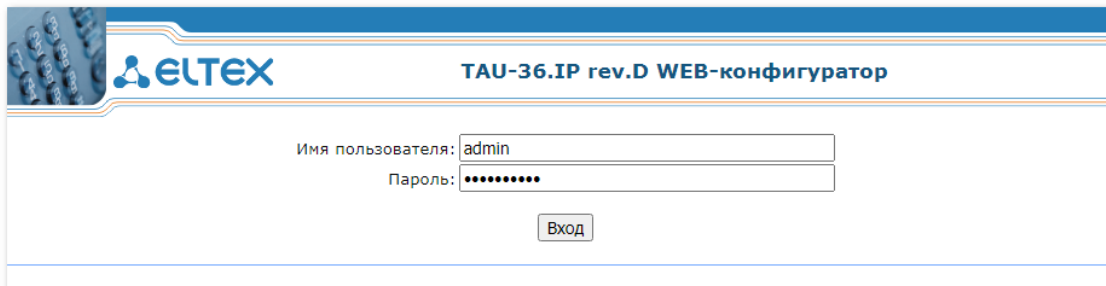 ELTEX
TAU-36.IP rev.D WEB-конфигуратор
Имя пользователя: admin
Пароль: ••••••••••
Вход